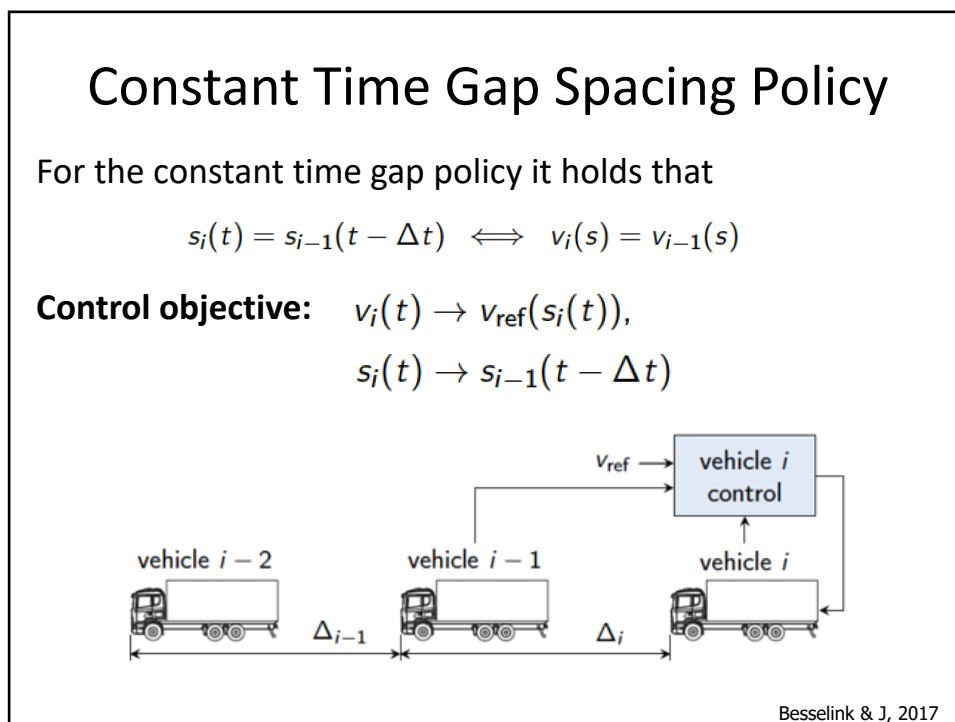 Constant Time Gap Spacing Policy
For the constant time gap policy it holds that
sᵢ(t) = sᵢ₋₁(t − Δt) ⟺ vᵢ(s) = vᵢ₋₁(s)
Control objective: vᵢ(t) → v_ref(sᵢ(t)),
sᵢ(t) → sᵢ₋₁(t − Δt)
v_ref
vehicle i
control
vehicle i − 2
vehicle i − 1
vehicle i
Δᵢ₋₁
Δᵢ
Besselink & J, 2017